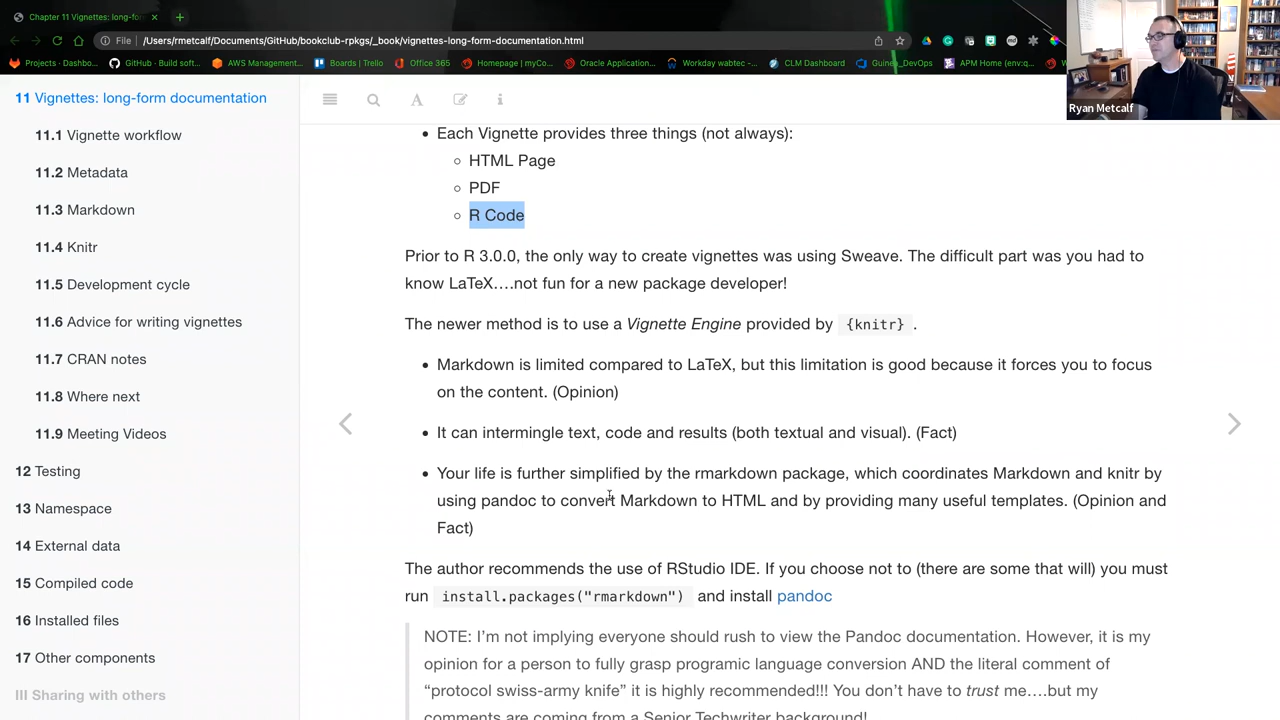 Chapter 11 Vignettes: long-fo
File
/Users/rmetcalf/Documents/GitHub/bookclub-rpkgs/_book/vignettes-long-form-documentation.html
Projects - Dashbo...
GitHub · Build soft...
AWS Management...
Boards | Trello
Office 365
Homepage | myCo...
Oracle Application...
Workday wabtec -...
CLM Dashboard
Guinea_DevOps
APM Home (env:q...
Ryan Metcalf
11 Vignettes: long-form documentation
11.1 Vignette workflow
11.2 Metadata
11.3 Markdown
11.4 Knitr
11.5 Development cycle
11.6 Advice for writing vignettes
11.7 CRAN notes
11.8 Where next
11.9 Meeting Videos
12 Testing
13 Namespace
14 External data
15 Compiled code
16 Installed files
17 Other components
III Sharing with others
• Each Vignette provides three things (not always):
◦ HTML Page
◦ PDF
◦ R Code
Prior to R 3.0.0, the only way to create vignettes was using Sweave. The difficult part was you had to
know LaTeX....not fun for a new package developer!
The newer method is to use a Vignette Engine provided by {knitr} .
• Markdown is limited compared to LaTeX, but this limitation is good because it forces you to focus
on the content. (Opinion)
• It can intermingle text, code and results (both textual and visual). (Fact)
• Your life is further simplified by the rmarkdown package, which coordinates Markdown and knitr by
using pandoc to convert Markdown to HTML and by providing many useful templates. (Opinion and
Fact)
The author recommends the use of RStudio IDE. If you choose not to (there are some that will) you must
run install.packages("rmarkdown") and install pandoc
NOTE: I'm not implying everyone should rush to view the Pandoc documentation. However, it is my
opinion for a person to fully grasp programic language conversion AND the literal comment of
“protocol swiss-army knife” it is highly recommended!!! You don't have to trust me....but my
comments are coming from a Senior Techwriter background!